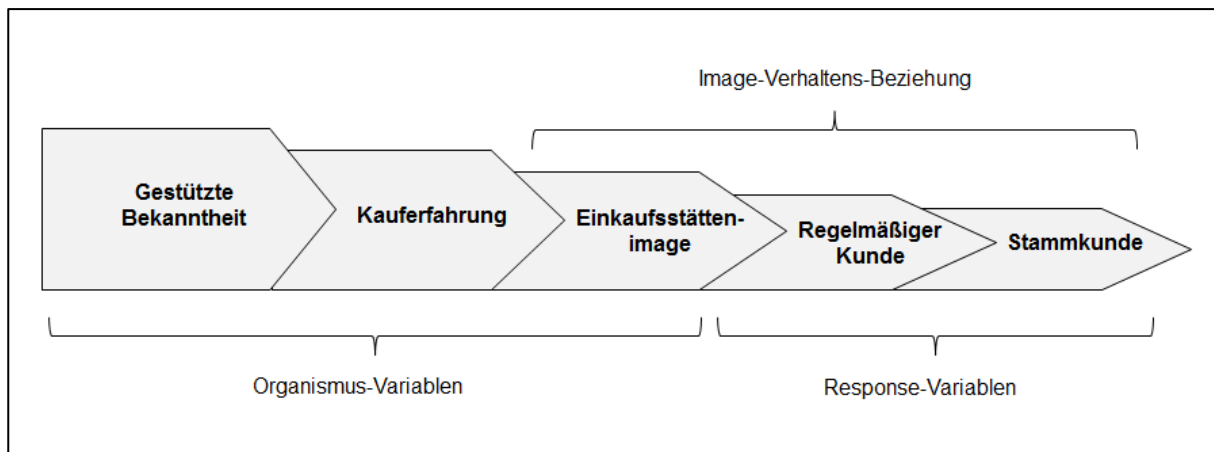 Image-Verhaltens-Beziehung
Gestützte
Bekanntheit
Kauferfahrung
Einkaufsstätten-
image
Regelmäßiger
Kunde
Stammkunde
Organismus-Variablen
Response-Variablen